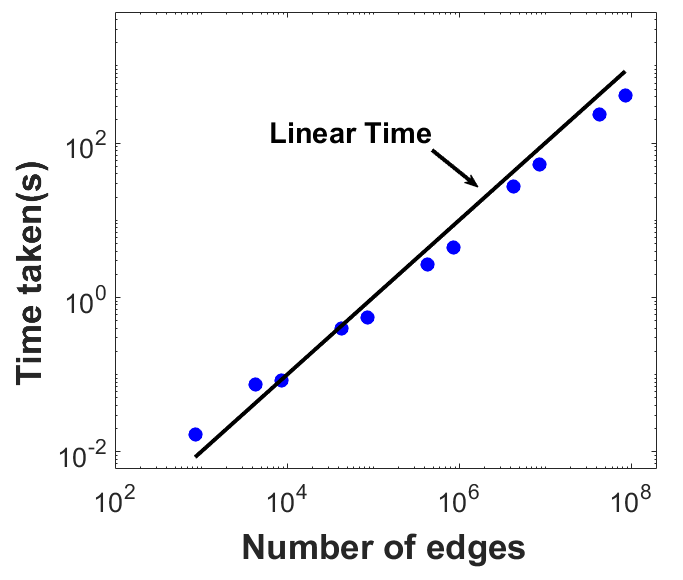 Linear Time
Time taken(s)
10^2
10^0
10^-2
10^2 10^4 10^6 10^8
Number of edges